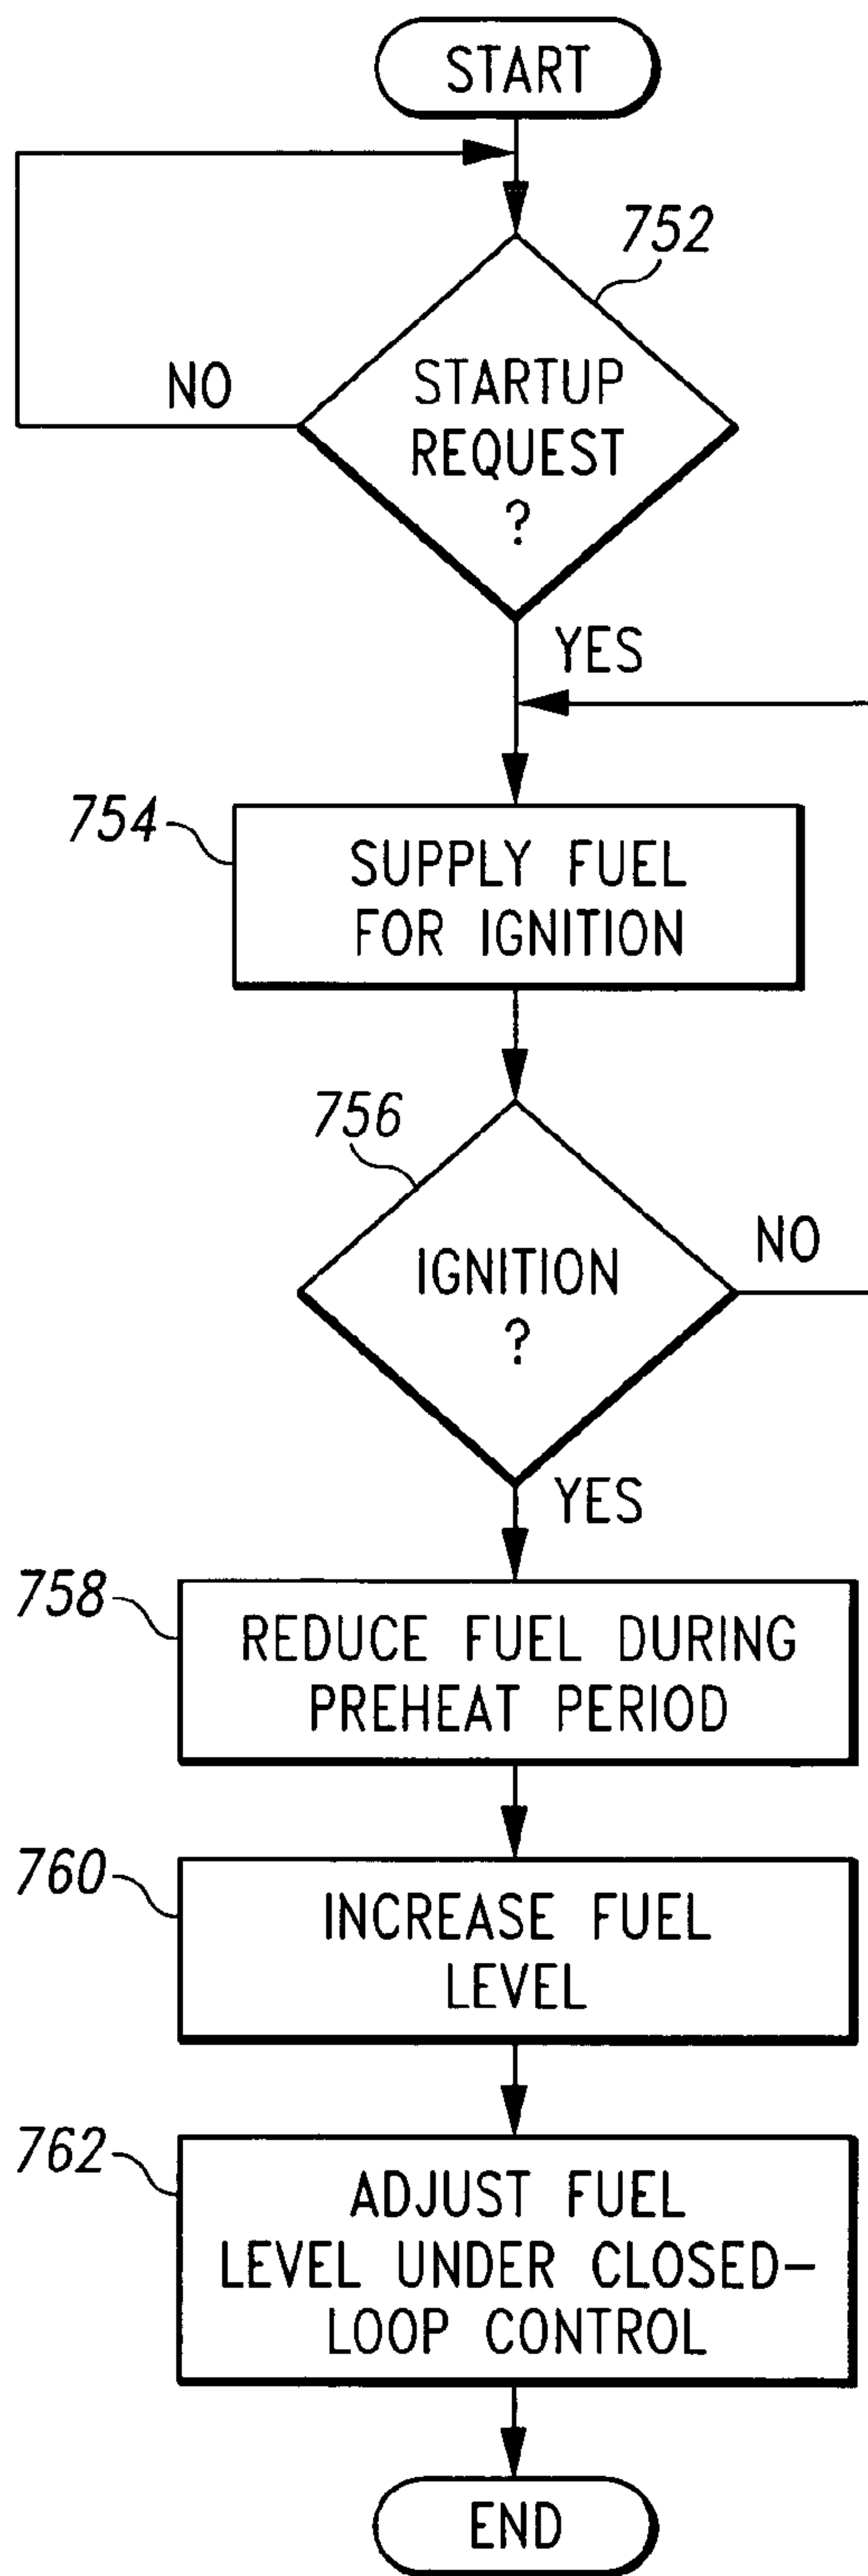 START
752
STARTUP
REQUEST
?
NO
YES
754
SUPPLY FUEL
FOR IGNITION
756
IGNITION
?
NO
YES
758
REDUCE FUEL DURING
PREHEAT PERIOD
760
INCREASE FUEL
LEVEL
762
ADJUST FUEL
LEVEL UNDER CLOSED-
LOOP CONTROL
END